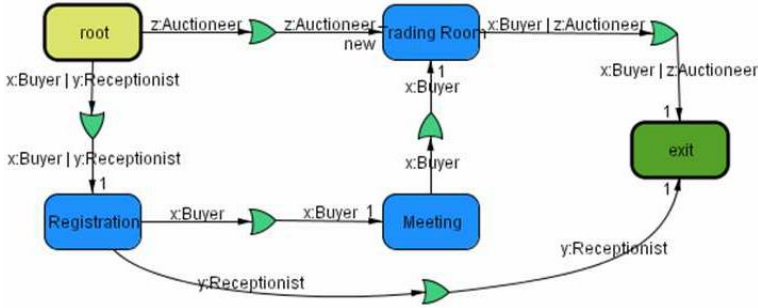 root
z:Auctioneer
z:Auctioneer
new
Trading Room
x:Buyer | z:Auctioneer
x:Buyer | z:Auctioneer
x:Buyer | y:Receptionist
1
x:Buyer
1
exit
x:Buyer
x:Buyer | y:Receptionist
1
1
Registration
x:Buyer
x:Buyer 1
Meeting
y:Receptionist
y:Receptionist